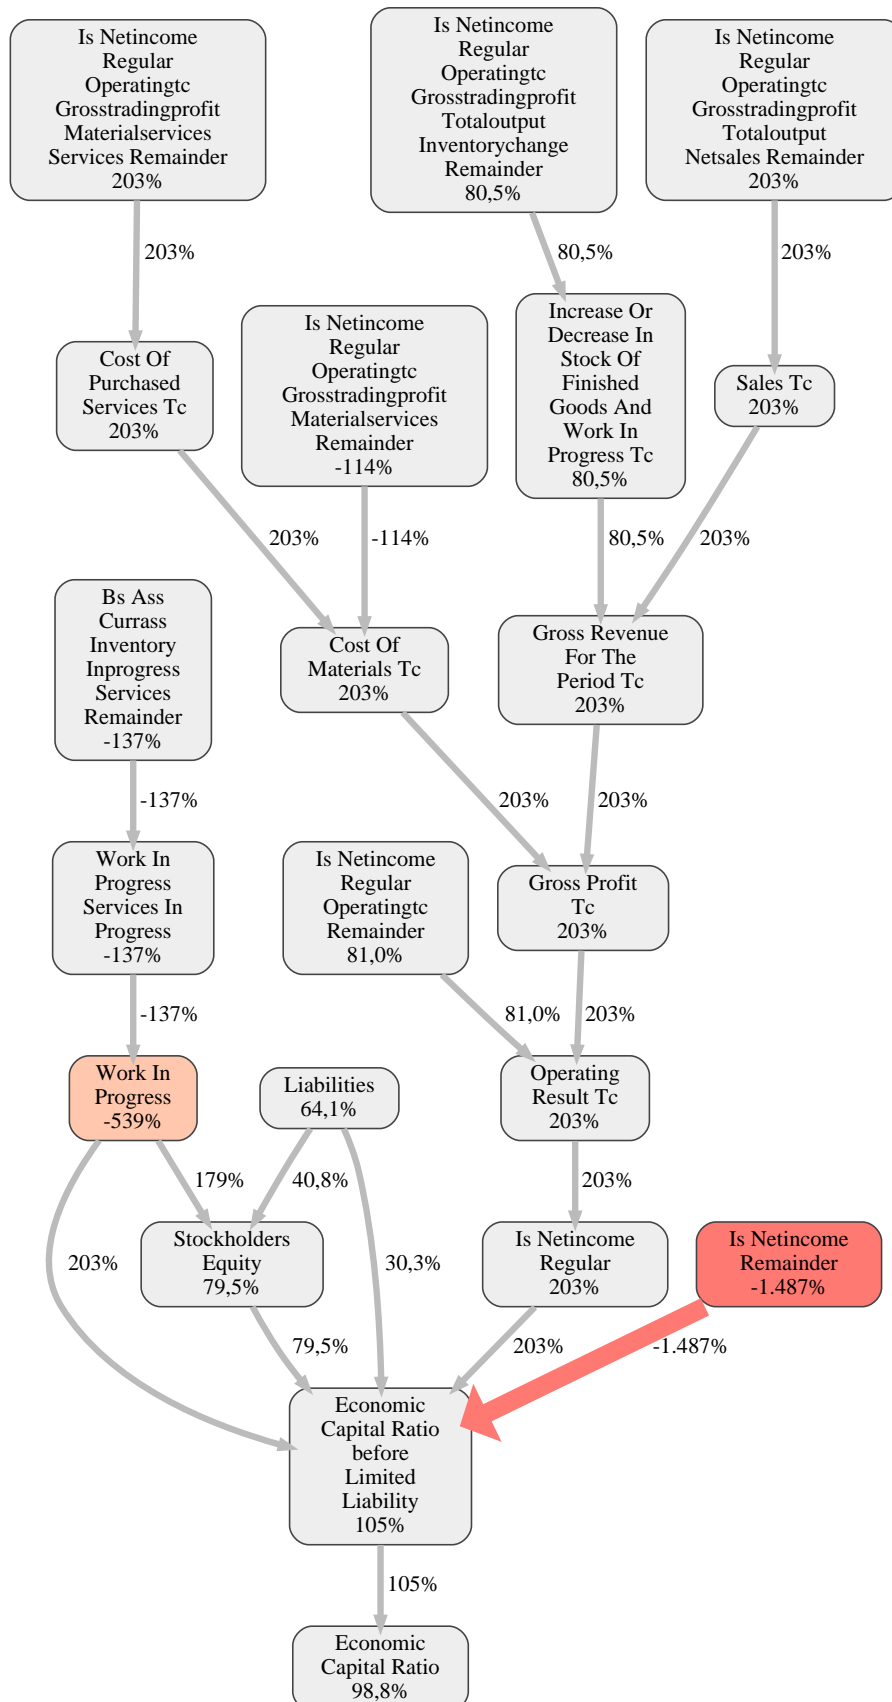 Is Netincome
Regular
Operatingtc
Grosstradingprofit
Materialservices
Services Remainder
203%
Is Netincome
Regular
Operatingtc
Grosstradingprofit
Totaloutput
Inventorychange
Remainder
80,5%
Is Netincome
Regular
Operatingtc
Grosstradingprofit
Totaloutput
Netsales Remainder
203%
203%
80,5%
203%
Cost Of
Purchased
Services Tc
203%
Is Netincome
Regular
Operatingtc
Grosstradingprofit
Materialservices
Remainder
-114%
Increase Or
Decrease In
Stock Of
Finished
Goods And
Work In
Progress Tc
80,5%
Sales Tc
203%
203%
-114%
80,5%
203%
Bs Ass
Currass
Inventory
Inprogress
Services
Remainder
-137%
Cost Of
Materials Tc
203%
Gross Revenue
For The
Period Tc
203%
-137%
203%
203%
Work In
Progress
Services In
Progress
-137%
Is Netincome
Regular
Operatingtc
Remainder
81,0%
Gross Profit
Tc
203%
-137%
81,0%
203%
Work In
Progress
-539%
Liabilities
64,1%
Operating
Result Tc
203%
179%
40,8%
203%
203%
Stockholders
Equity
79,5%
30,3%
Is Netincome
Regular
203%
Is Netincome
Remainder
-1.487%
79,5%
203%
-1.487%
Economic
Capital Ratio
before
Limited
Liability
105%
105%
Economic
Capital Ratio
98,8%